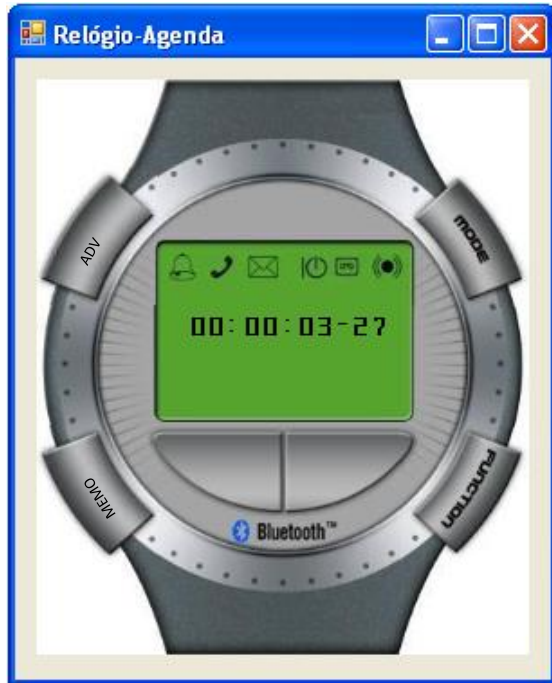 Relógio-Agenda
ADV
MODE
00:00:03-27
MEMO
FUNCTION
Bluetooth™